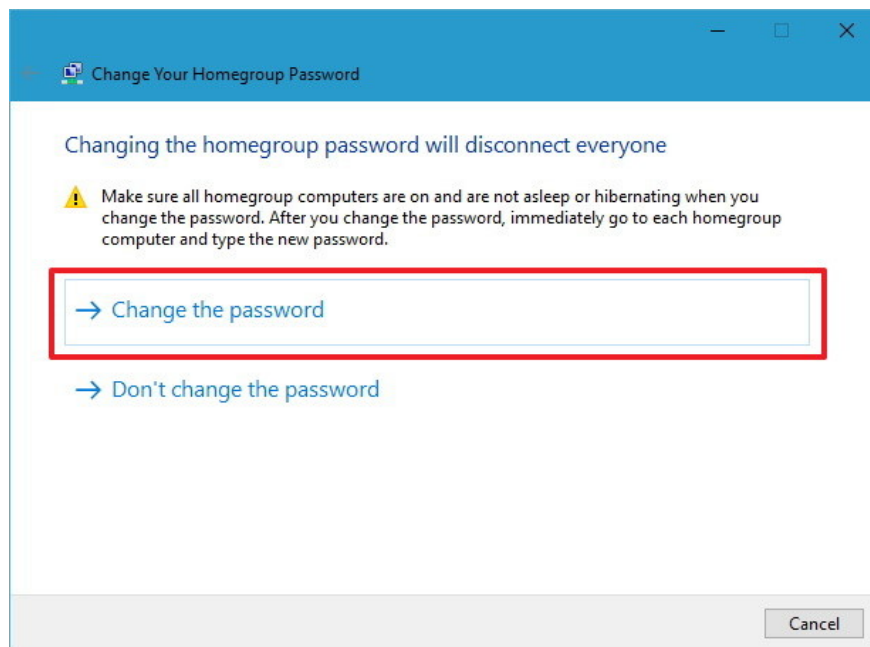 Change Your Homegroup Password
Changing the homegroup password will disconnect everyone
Make sure all homegroup computers are on and are not asleep or hibernating when you
change the password. After you change the password, immediately go to each homegroup
computer and type the new password.
Change the password
Don't change the password
Cancel